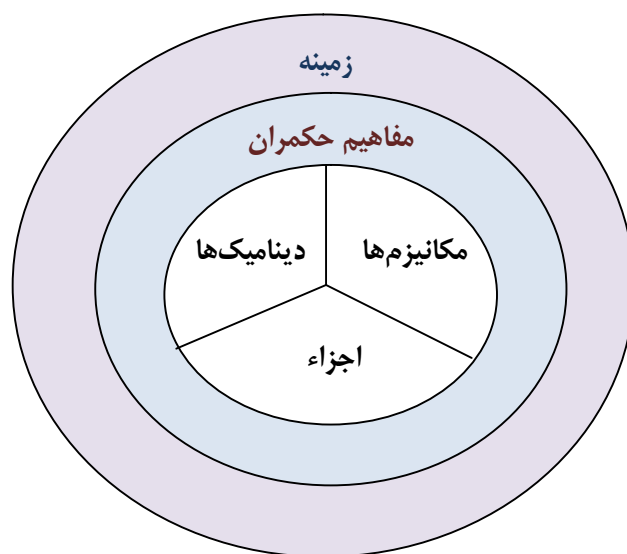 زمینه
مفاهیم حکمران
مکانیزم‌ها
دینامیک‌ها
اجزاء